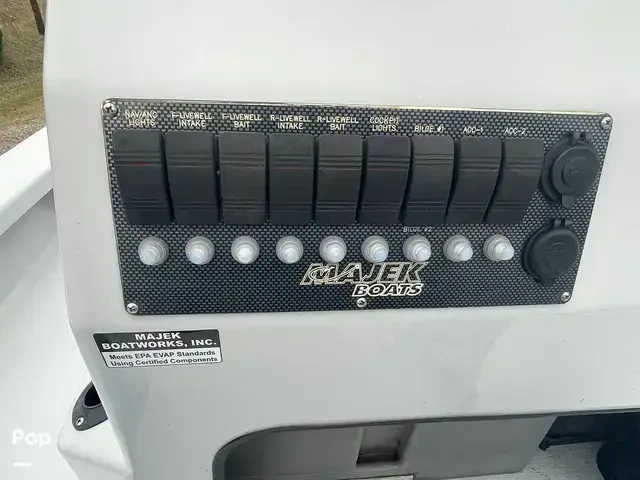 NAV/ANC LIGHTS
F-LIVEWELL INTAKE
F-LIVEWELL BAIT
R-LIVEWELL INTAKE
R-LIVEWELL BAIT
COCKPIT LIGHTS
BILGE #1
ACC-1
ACC-2
BILGE #2
MAJEK
BOATS
MAJEK
BOATWORKS, INC.
Meets EPA EVAP Standards
Using Certified Components
Pop